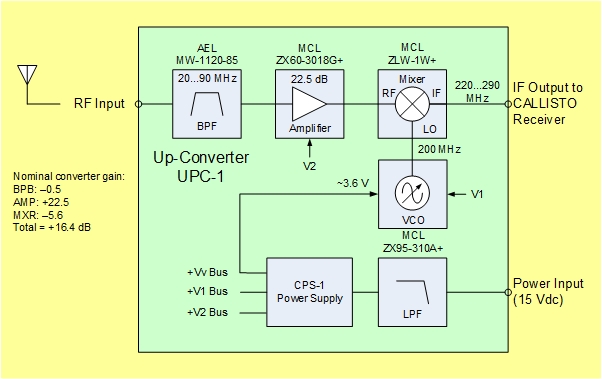 AEL
MW-1120-85
MCL
ZX60-3018G+
MCL
ZLW-1W+
20...90 MHz
BPF
22.5 dB
Amplifier
Mixer
RF
IF
LO
220...290
MHz
RF Input
IF Output to
CALLISTO
Receiver
Up-Converter
UPC-1
V2
200 MHz
Nominal converter gain:
BPB: –0.5
AMP: +22.5
MXR: –5.6
Total = +16.4 dB
~3.6 V
VCO
V1
MCL
ZX95-310A+
+Vv Bus
+V1 Bus
+V2 Bus
CPS-1
Power Supply
LPF
Power Input
(15 Vdc)